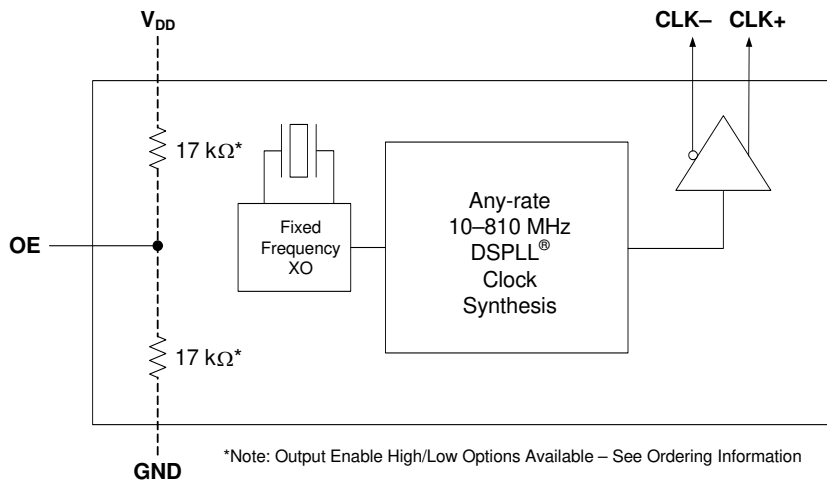 V_DD
CLK– CLK+
17 kΩ*
Fixed
Frequency
XO
Any-rate
10–810 MHz
DSPLL®
Clock
Synthesis
OE
17 kΩ*
GND
*Note: Output Enable High/Low Options Available – See Ordering Information